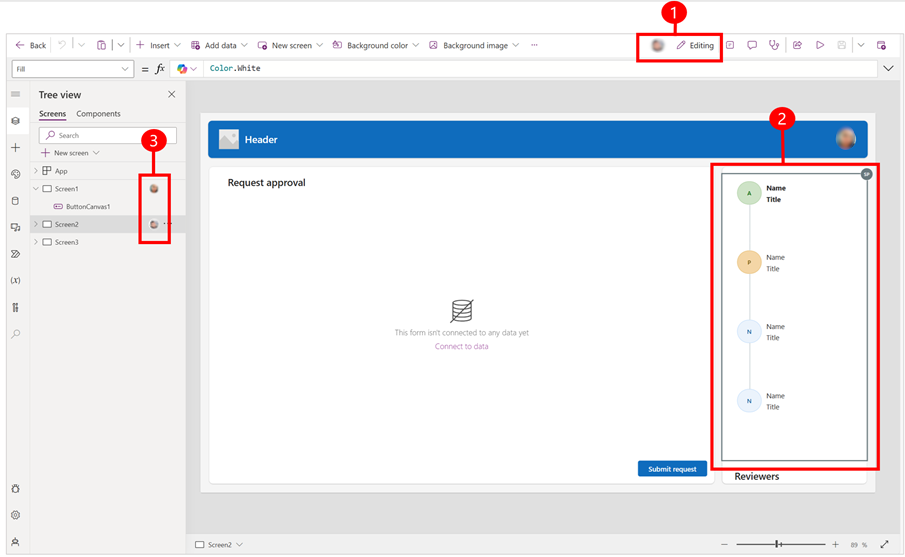 1
Back Insert Add data New screen Background color Background image ... Editing
Fill = fx Color.White
Tree view
Screens Components
Search
3
New screen
App
Screen1
ButtonCanvas1
Screen2 ...
Screen3
(x)
2
Header
Request approval
This form isn't connected to any data yet
Connect to data
Submit request
SP
A Name
Title
P Name
Title
N Name
Title
N Name
Title
Reviewers
Screen2 89 %